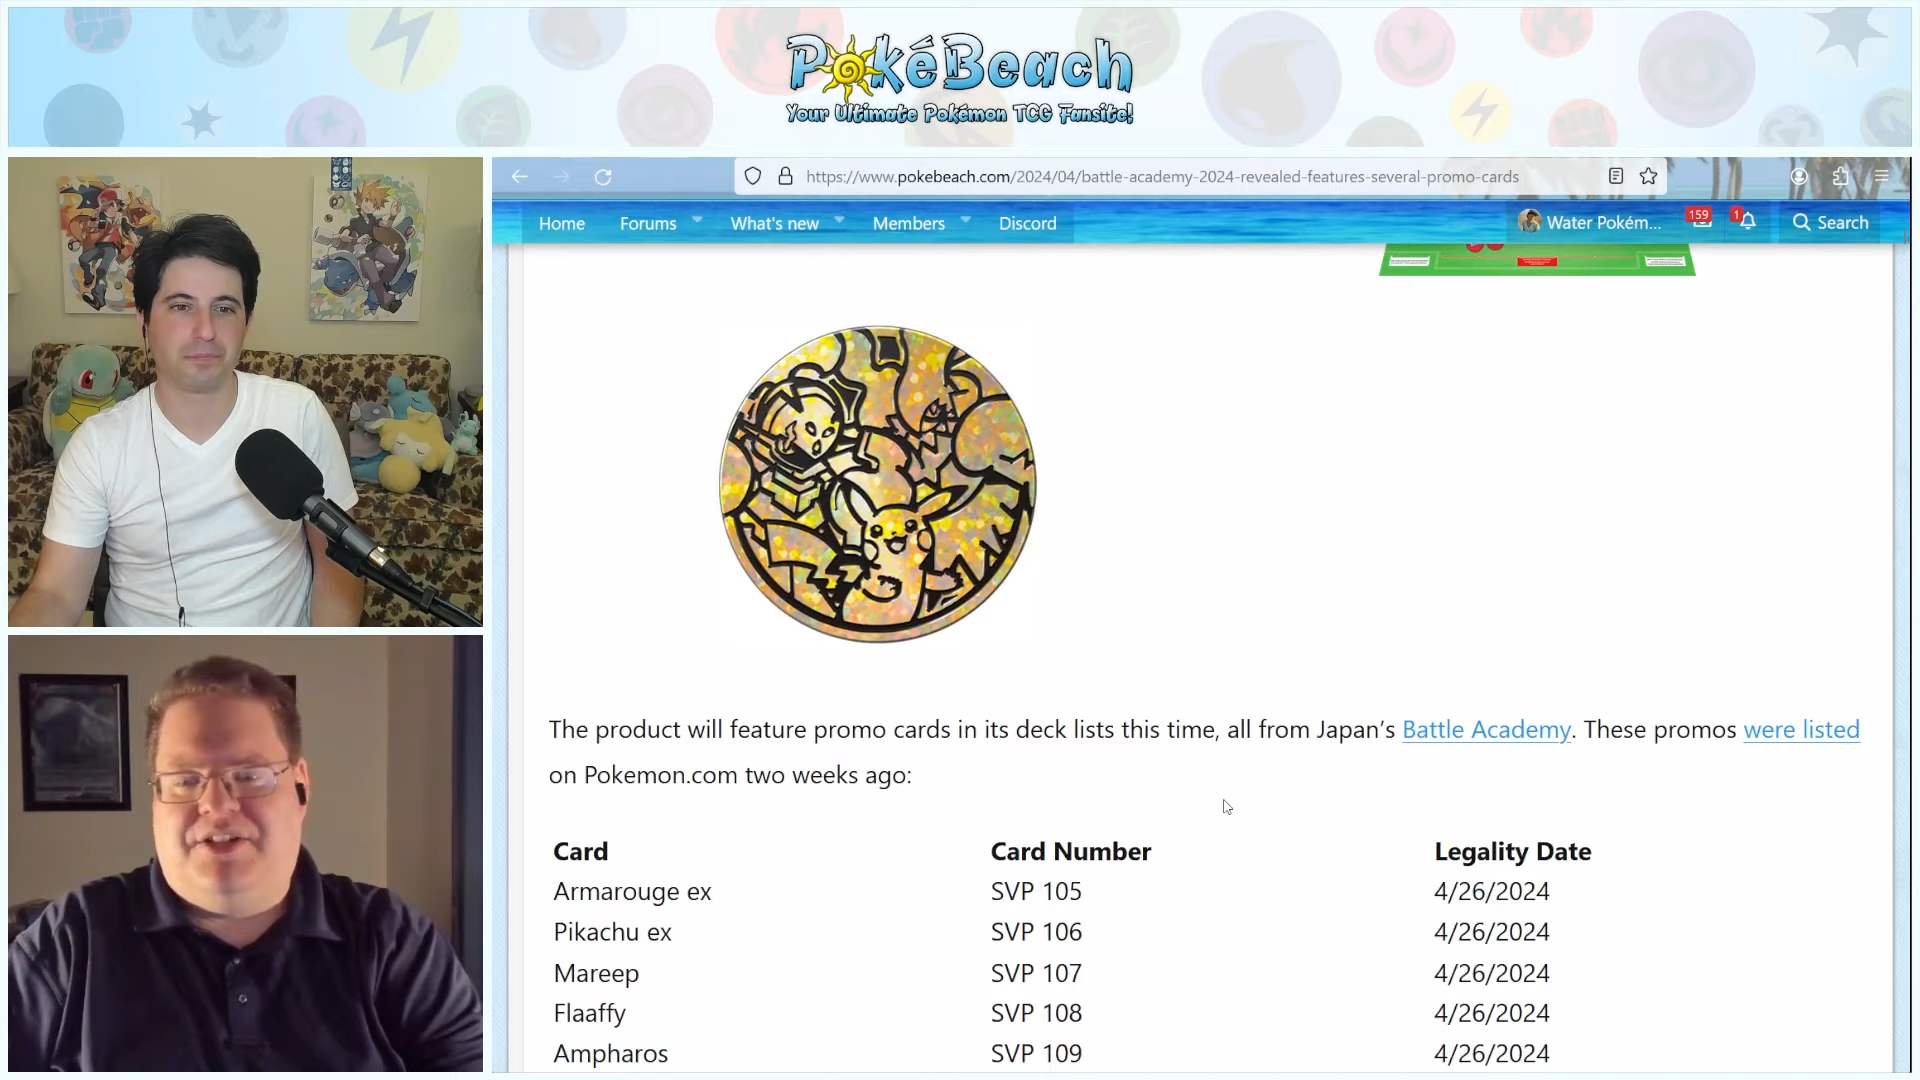 PokéBeach
Your Ultimate Pokémon TCG Fansite!
https://www.pokebeach.com/2024/04/battle-academy-2024-revealed-features-several-promo-cards
Home Forums What's new Members Discord Water Pokém... 159 1 Search
The product will feature promo cards in its deck lists this time, all from Japan’s Battle Academy. These promos were listed
on Pokemon.com two weeks ago:
Card Card Number Legality Date
Armarouge ex SVP 105 4/26/2024
Pikachu ex SVP 106 4/26/2024
Mareep SVP 107 4/26/2024
Flaaffy SVP 108 4/26/2024
Ampharos SVP 109 4/26/2024